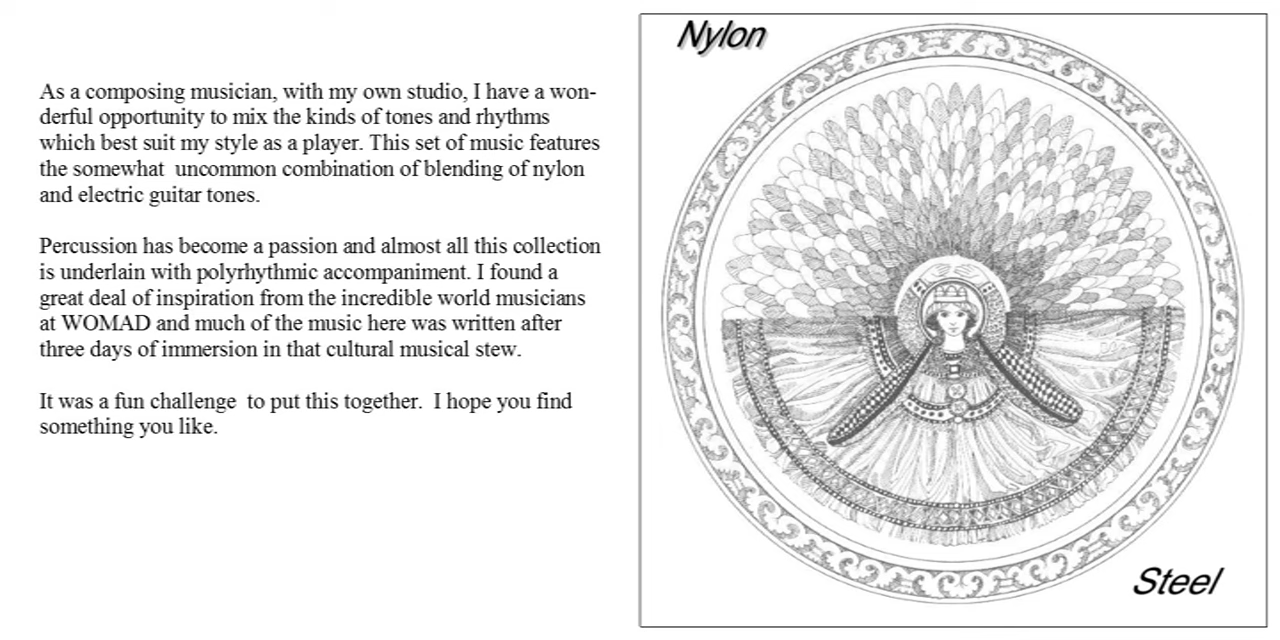 As a composing musician, with my own studio, I have a won-
derful opportunity to mix the kinds of tones and rhythms
which best suit my style as a player. This set of music features
the somewhat  uncommon combination of blending of nylon
and electric guitar tones.
Percussion has become a passion and almost all this collection
is underlain with polyrhythmic accompaniment. I found a
great deal of inspiration from the incredible world musicians
at WOMAD and much of the music here was written after
three days of immersion in that cultural musical stew.
It was a fun challenge  to put this together.  I hope you find
something you like.
Nylon
Steel